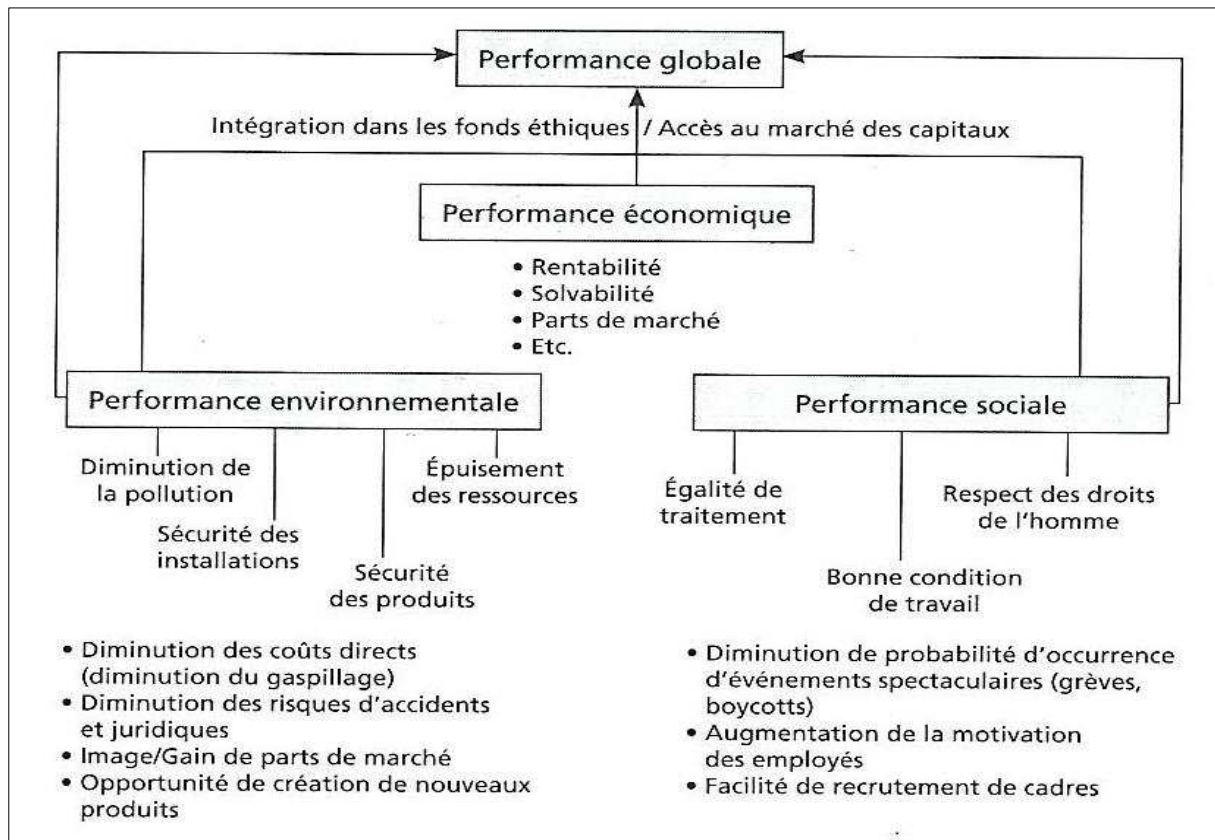 Performance globale
Intégration dans les fonds éthiques / Accès au marché des capitaux
Performance économique
• Rentabilité
• Solvabilité
• Parts de marché
• Etc.
Performance environnementale
Diminution de
la pollution
Sécurité des
installations
Sécurité
des produits
Épuisement
des ressources
• Diminution des coûts directs
(diminution du gaspillage)
• Diminution des risques d'accidents
et juridiques
• Image/Gain de parts de marché
• Opportunité de création de nouveaux
produits
Performance sociale
Égalité de
traitement
Bonne condition
de travail
Respect des droits
de l'homme
• Diminution de probabilité d'occurrence
d'événements spectaculaires (grèves,
boycotts)
• Augmentation de la motivation
des employés
• Facilité de recrutement de cadres